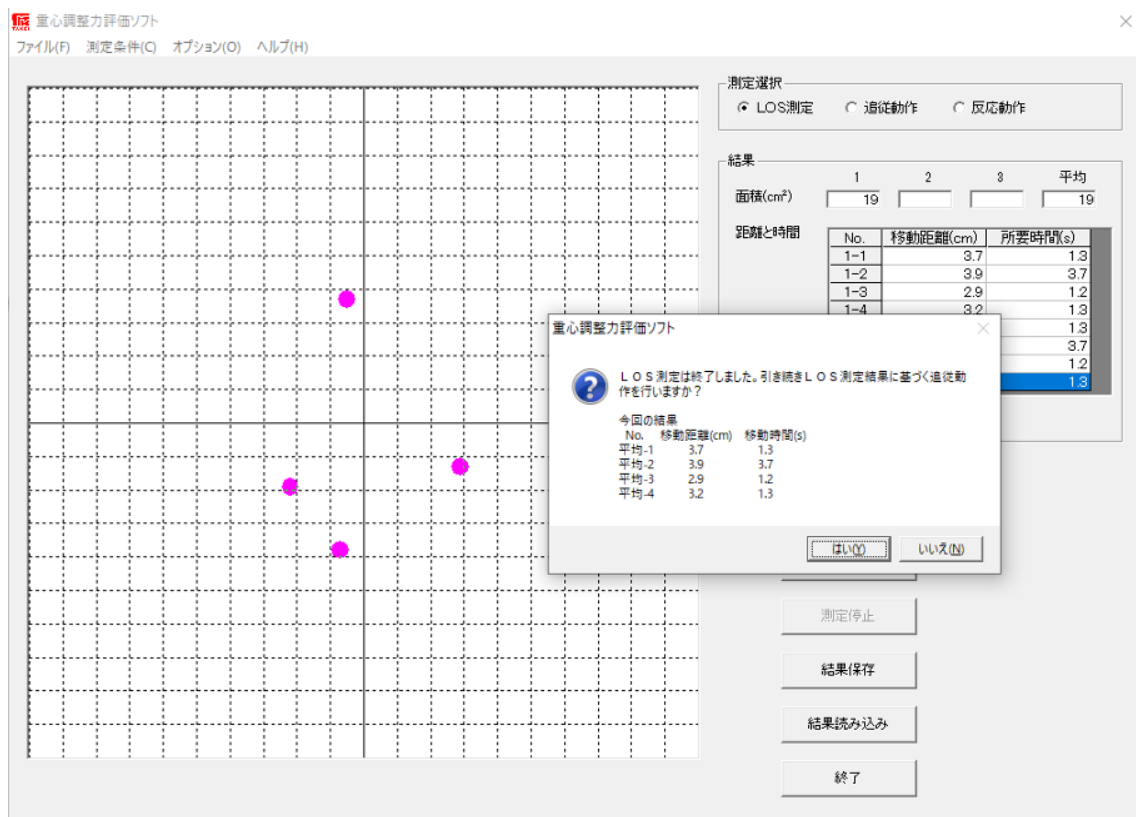 TAKEI
重心調整力評価ソフト
ファイル(F) 測定条件(C) オプション(O) ヘルプ(H)
測定選択
LOS測定 追従動作 反応動作
結果
1 2 3 平均
面積(cm²) 19 19
距離と時間
No. 移動距離(cm) 所要時間(s)
1-1 3.7 1.3
1-2 3.9 3.7
1-3 2.9 1.2
1-4 3.2 1.3
1.3
3.7
1.2
1.3
重心調整力評価ソフト
LOS測定は終了しました。引き続きLOS測定結果に基づく追従動
作を行いますか？
今回の結果
No. 移動距離(cm) 移動時間(s)
平均-1 3.7 1.3
平均-2 3.9 3.7
平均-3 2.9 1.2
平均-4 3.2 1.3
はい(Y) いいえ(N)
測定停止
結果保存
結果読み込み
終了